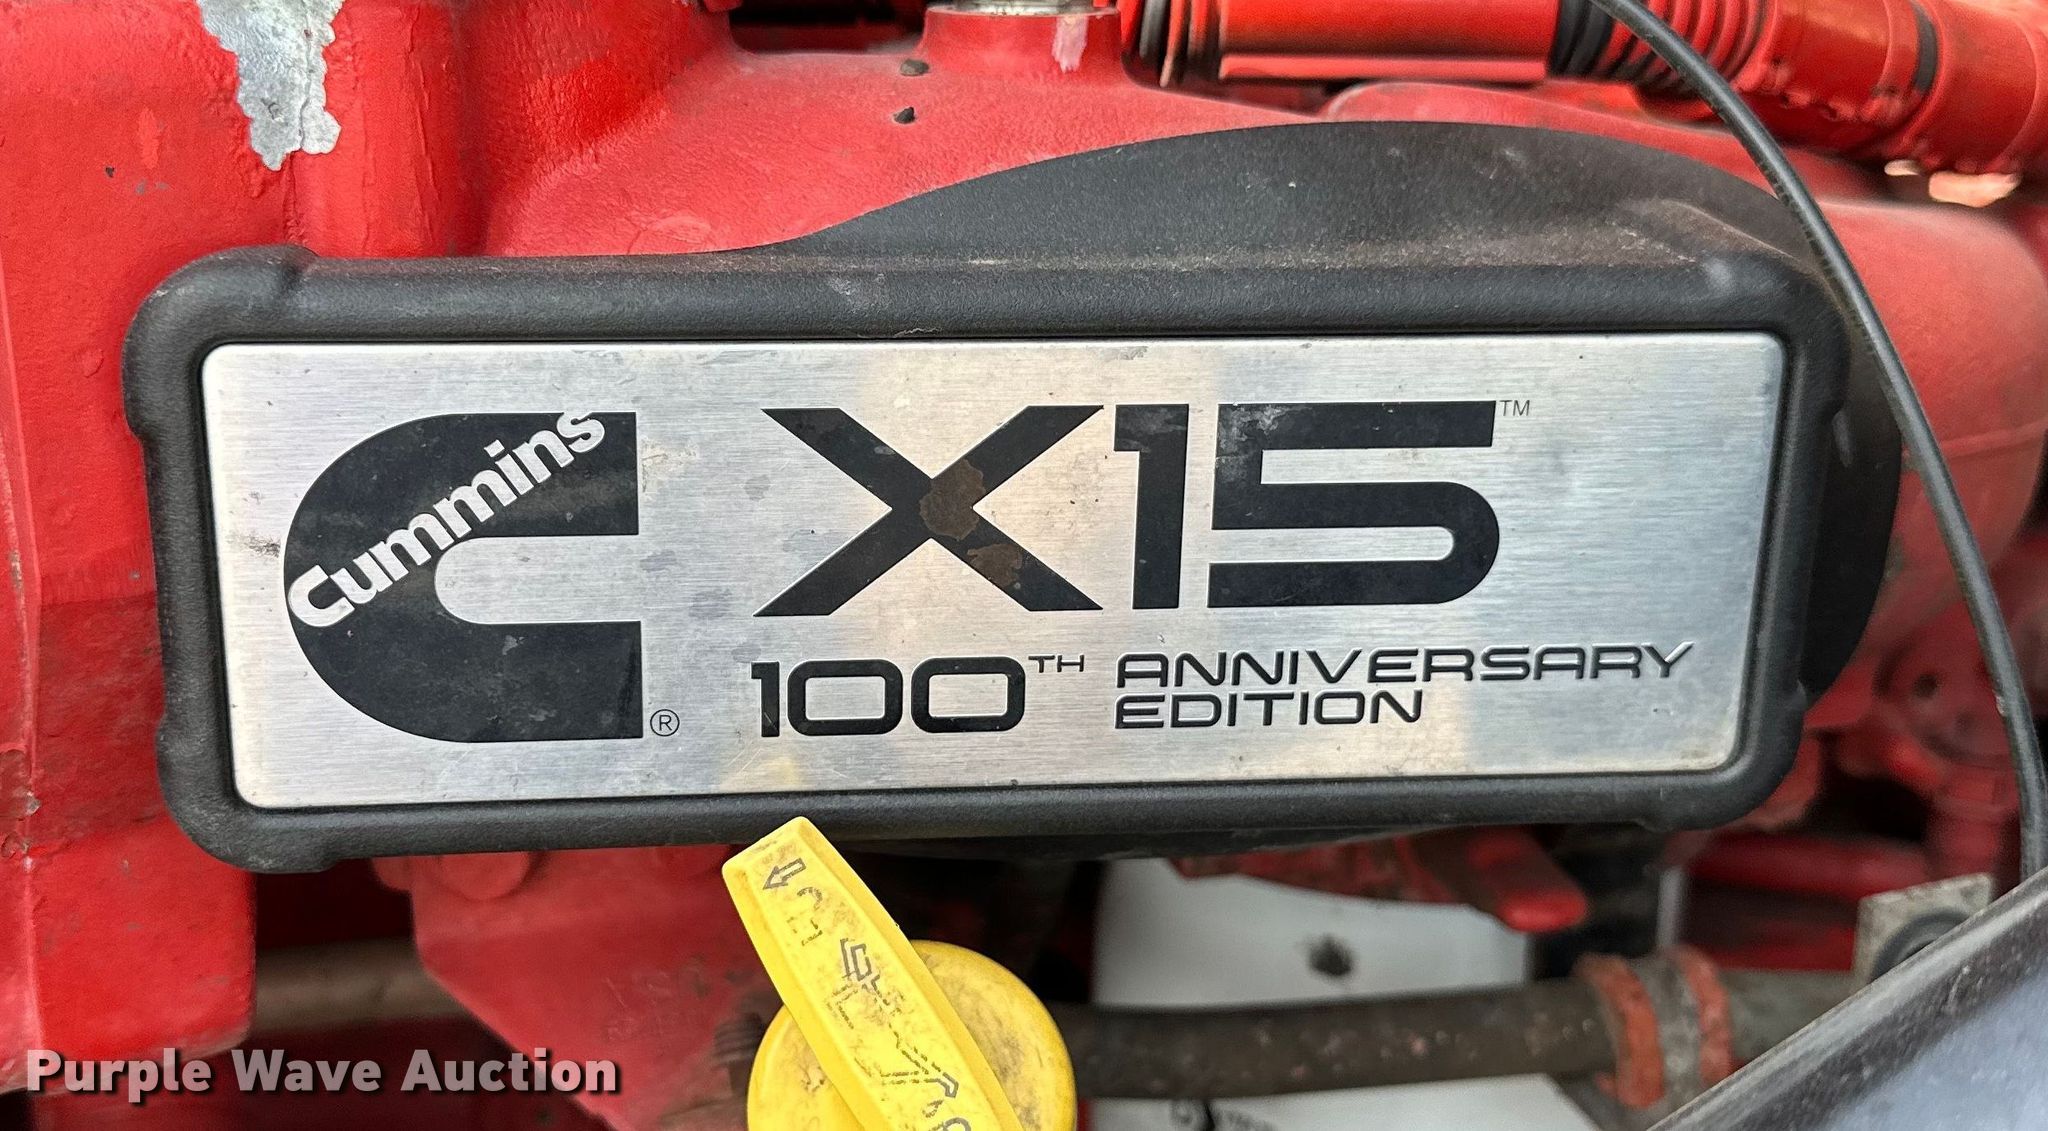 Cummins
X15™
100TH ANNIVERSARY
EDITION
®
Purple Wave Auction